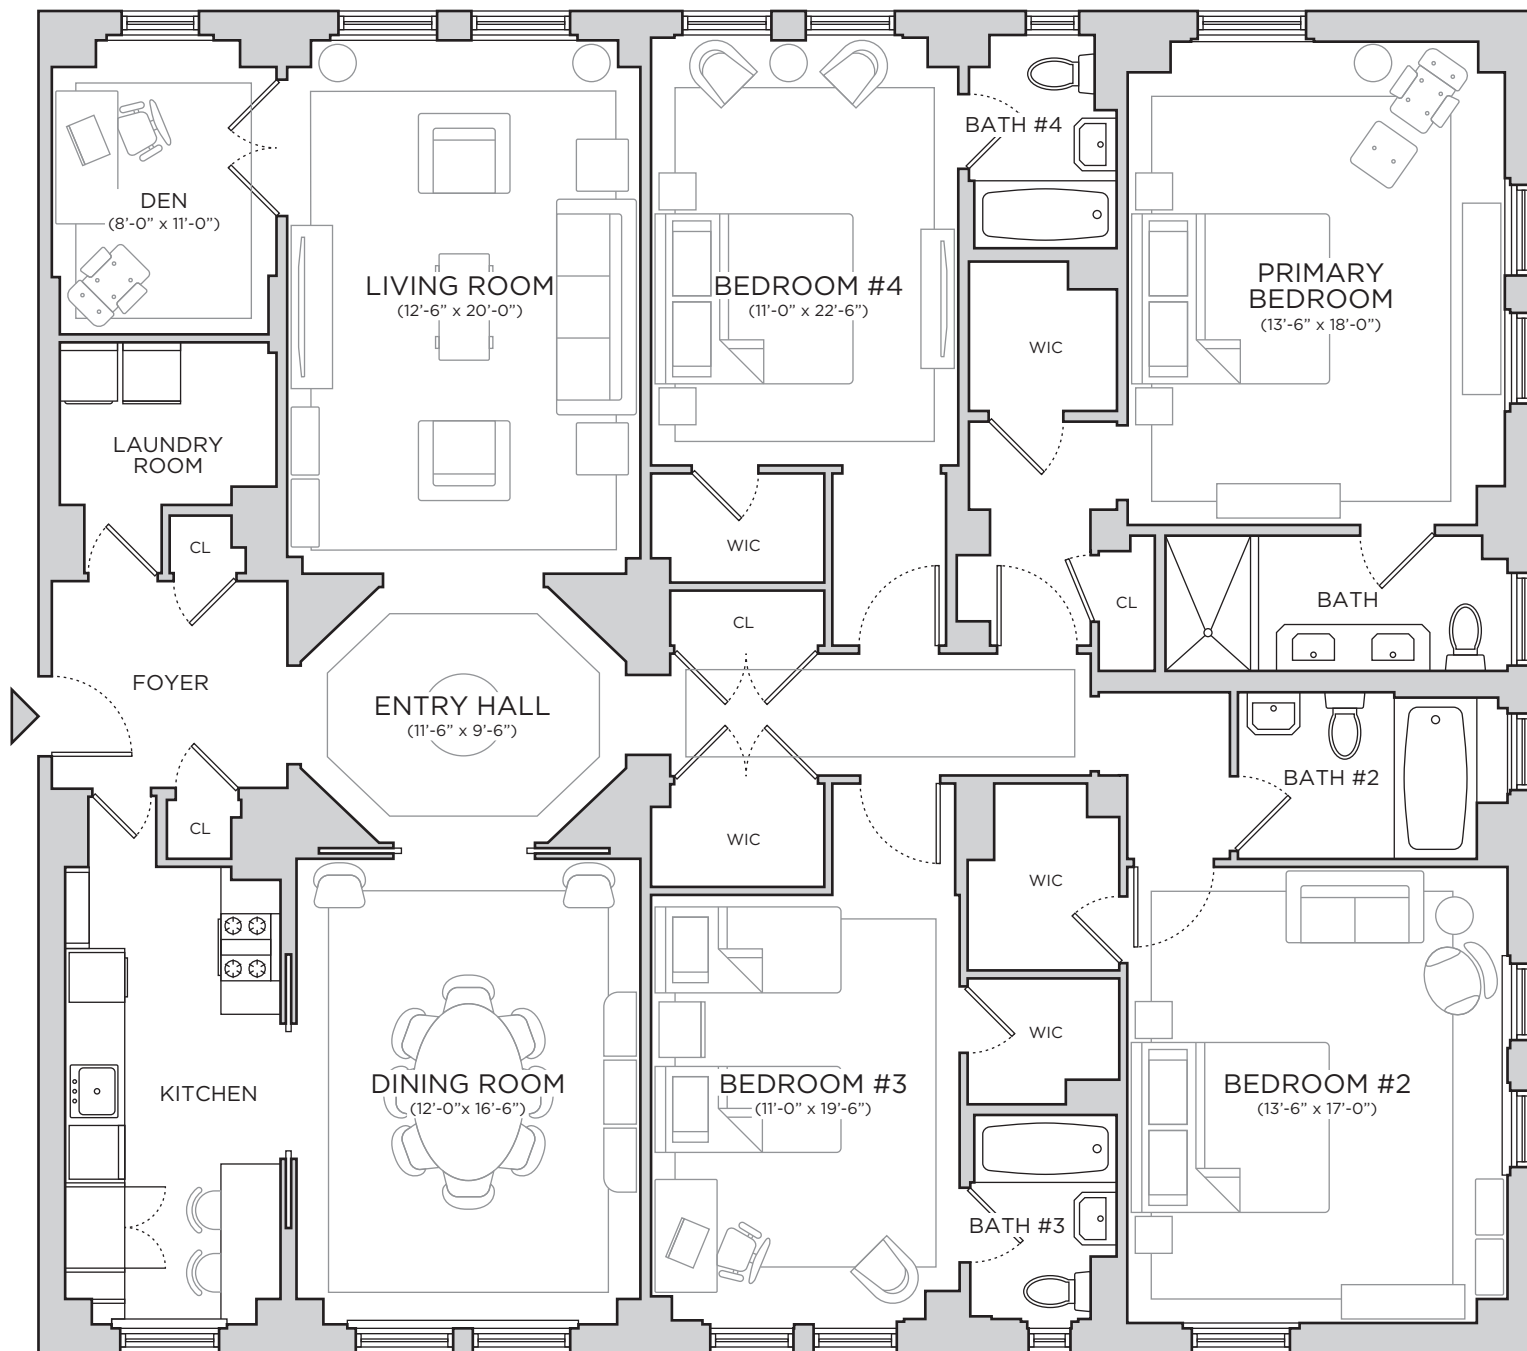 BATH #4
DEN
(8'-0" x 11'-0")
LIVING ROOM
(12'-6" x 20'-0")
BEDROOM #4
(11'-0" x 22'-6")
PRIMARY
BEDROOM
(13'-6" x 18'-0")
WIC
LAUNDRY
ROOM
CL
WIC
CL
CL
BATH
FOYER
ENTRY HALL
(11'-6" x 9'-6")
BATH #2
CL
WIC
WIC
WIC
KITCHEN
DINING ROOM
(12'-0"x 16'-6")
BEDROOM #3
(11'-0" x 19'-6")
BEDROOM #2
(13'-6" x 17'-0")
BATH #3